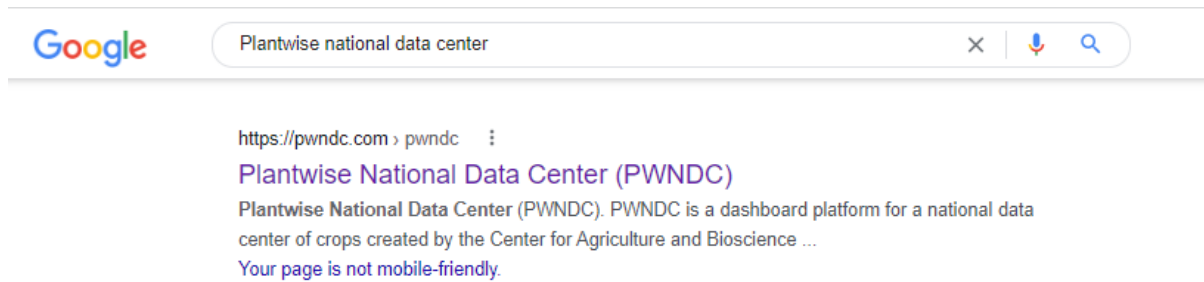 Google
Plantwise national data center
https://pwndc.com › pwndc
Plantwise National Data Center (PWNDC)
Plantwise National Data Center (PWNDC). PWNDC is a dashboard platform for a national data
center of crops created by the Center for Agriculture and Bioscience ...
Your page is not mobile-friendly.